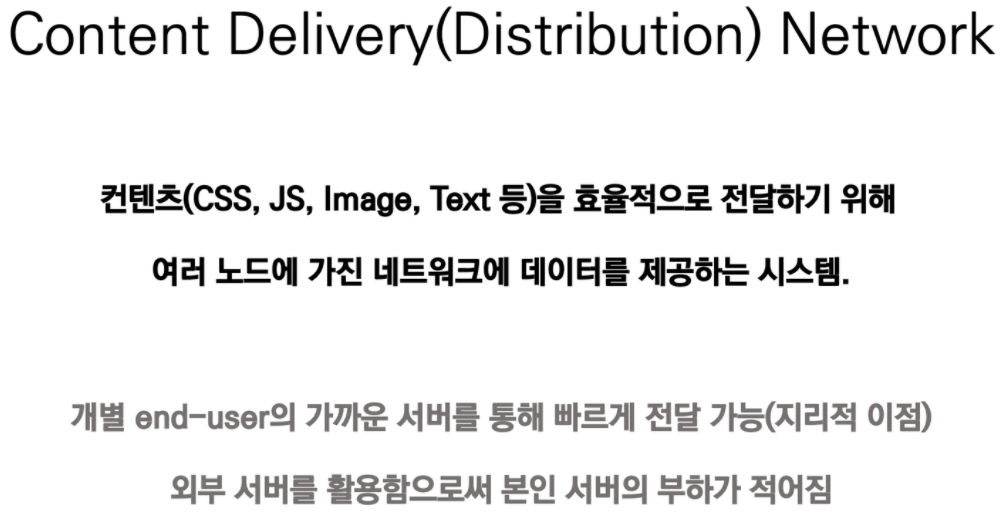 Content Delivery(Distribution) Network
컨텐츠(CSS, JS, Image, Text 등)을 효율적으로 전달하기 위해
여러 노드에 가진 네트워크에 데이터를 제공하는 시스템.
개별 end-user의 가까운 서버를 통해 빠르게 전달 가능(지리적 이점)
외부 서버를 활용함으로써 본인 서버의 부하가 적어짐